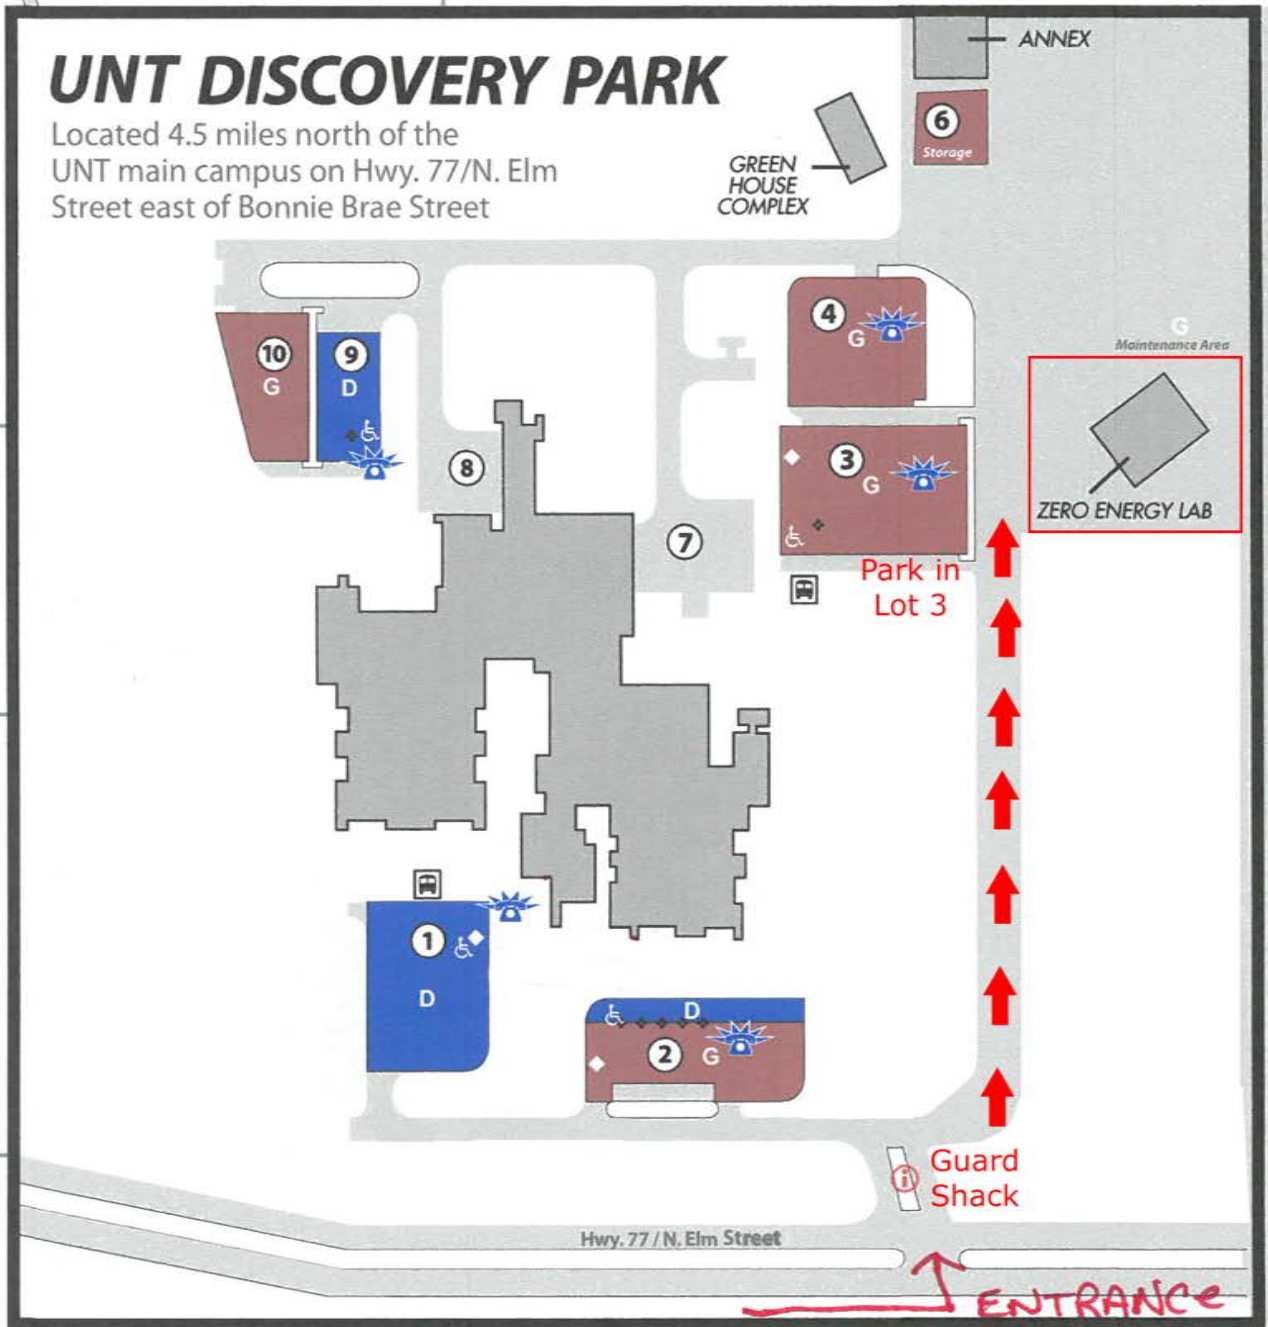 UNT DISCOVERY PARK
Located 4.5 miles north of the
UNT main campus on Hwy. 77/N. Elm
Street east of Bonnie Brae Street
ANNEX
6
Storage
GREEN
HOUSE
COMPLEX
4
G
G
Maintenance Area
10
G
9
D
8
3
G
ZERO ENERGY LAB
7
Park in
Lot 3
1
D
D
2
G
i
Guard
Shack
Hwy. 77 / N. Elm Street
ENTRANCe